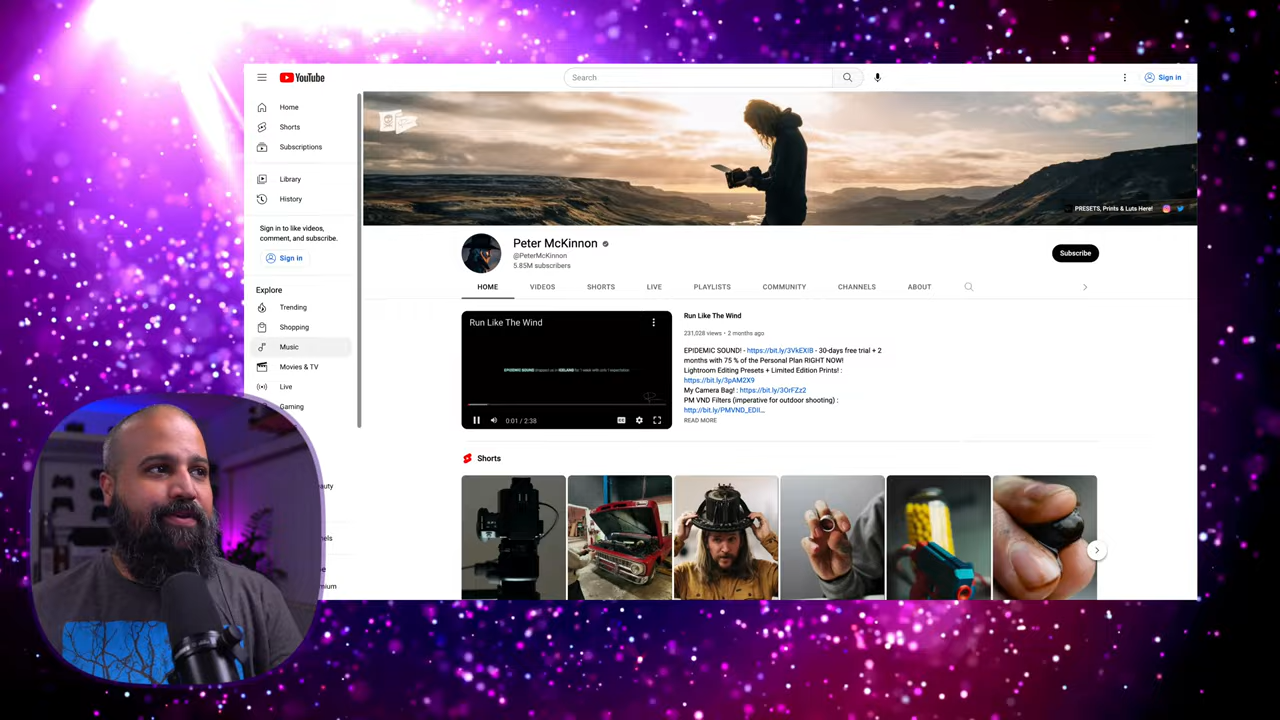 YouTube
Search
Sign in
Home
Shorts
Subscriptions
Library
History
Sign in to like videos,
comment, and subscribe.
Sign in
Explore
Trending
Shopping
Music
Movies & TV
Live
Gaming
PRESETS, Prints & Luts Here!
Peter McKinnon
@PeterMcKinnon
5.85M subscribers
Subscribe
HOME
VIDEOS
SHORTS
LIVE
PLAYLISTS
COMMUNITY
CHANNELS
ABOUT
Run Like The Wind
EPIDEMIC SOUND
0:01 / 2:38
Run Like The Wind
231,028 views • 2 months ago
EPIDEMIC SOUND! - https://bit.ly/3VkEXIB - 30-days free trial + 2
months with 75 % of the Personal Plan RIGHT NOW!
Lightroom Editing Presets + Limited Edition Prints! :
https://bit.ly/3pAM2X9
My Camera Bag! : https://bit.ly/3OrFZz2
PM VND Filters (imperative for outdoor shooting) :
http://bit.ly/PMVND_EDII...
READ MORE
Shorts